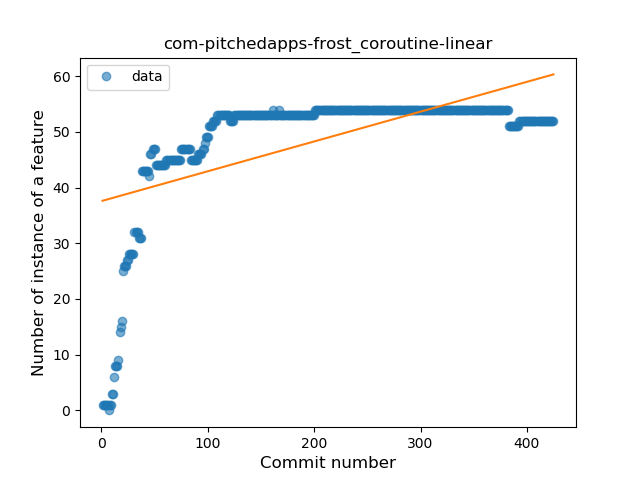 com-pitchedapps-frost_coroutine-linear
data
Number of instance of a feature
60
50
40
30
20
10
0
0 100 200 300 400
Commit number